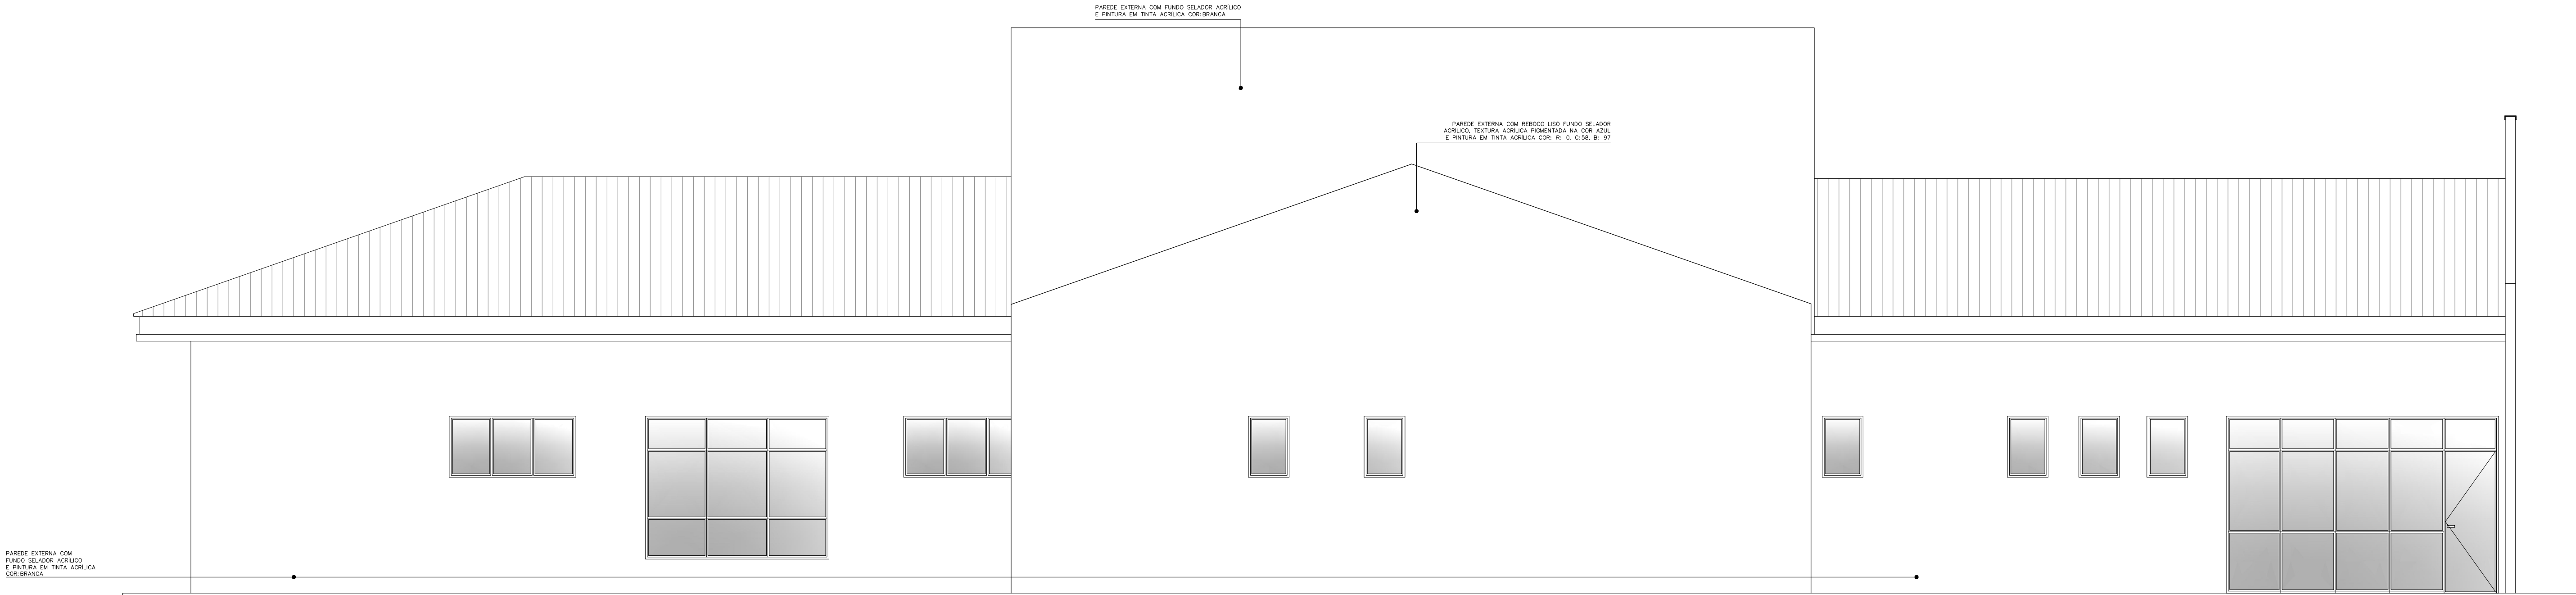 PAREDE EXTERNA COM FUNDO SELADOR ACRÍLICO
E PINTURA EM TINTA ACRÍLICA COR:BRANCA
PAREDE EXTERNA COM REBOCO LISO FUNDO SELADOR
ACRÍLICO, TEXTURA ACRÍLICA PIGMENTADA NA COR AZUL
E PINTURA EM TINTA ACRÍLICA COR: R: 0, G:58, B: 97
PAREDE EXTERNA COM
FUNDO SELADOR ACRÍLICO
E PINTURA EM TINTA ACRÍLICA
COR:BRANCA